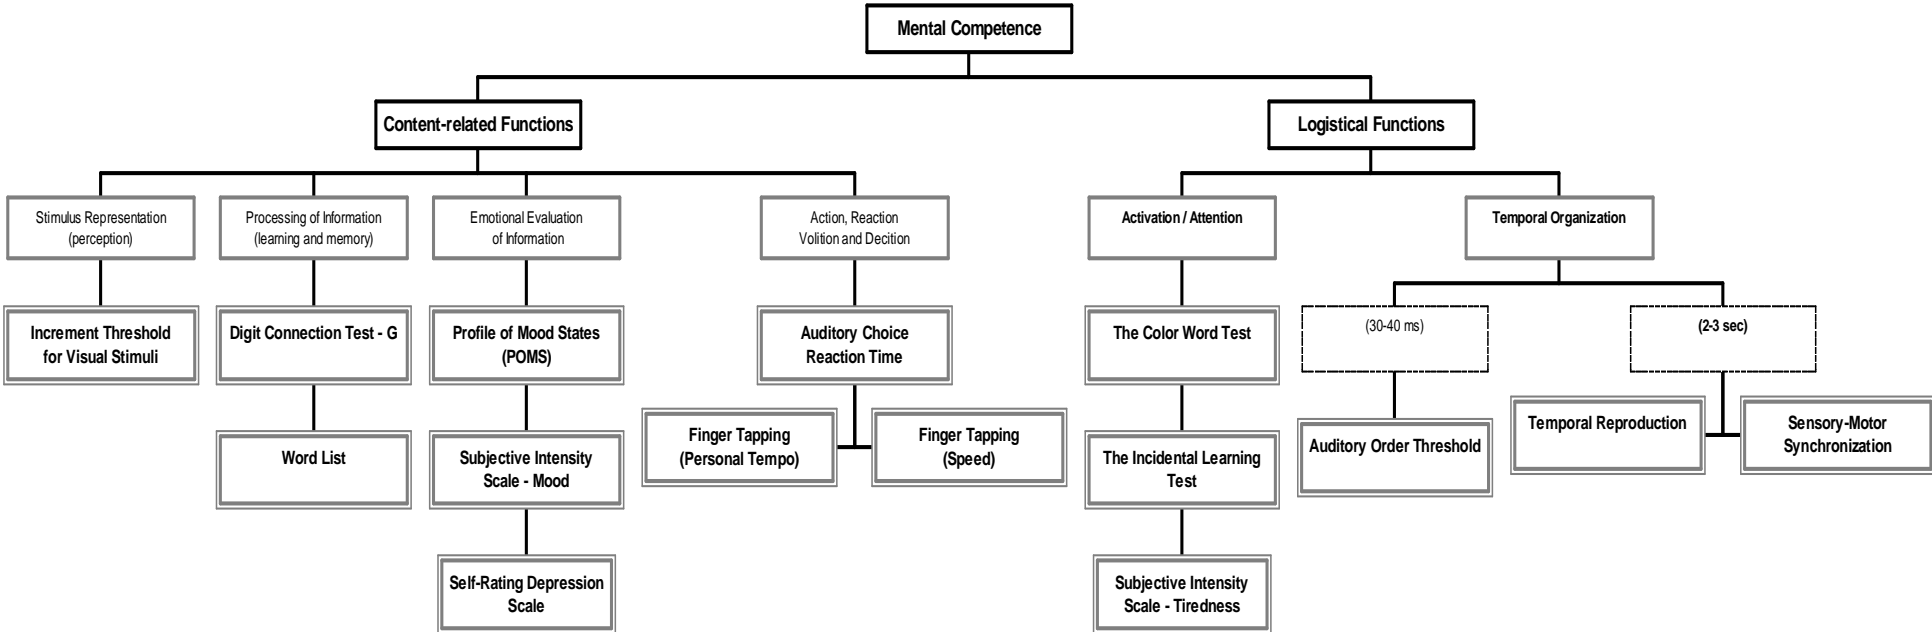 Mental Competence
Content-related Functions
Logistical Functions
Stimulus Representation
(perception)
Processing of Information
(learning and memory)
Emotional Evaluation
of Information
Action, Reaction
Volition and Decition
Activation / Attention
Temporal Organization
Increment Threshold
for Visual Stimuli
Digit Connection Test - G
Profile of Mood States
(POMS)
Auditory Choice
Reaction Time
The Color Word Test
(30-40 ms)
(2-3 sec)
Word List
Subjective Intensity
Scale - Mood
Finger Tapping
(Personal Tempo)
Finger Tapping
(Speed)
The Incidental Learning
Test
Auditory Order Threshold
Temporal Reproduction
Sensory-Motor
Synchronization
Self-Rating Depression
Scale
Subjective Intensity
Scale - Tiredness